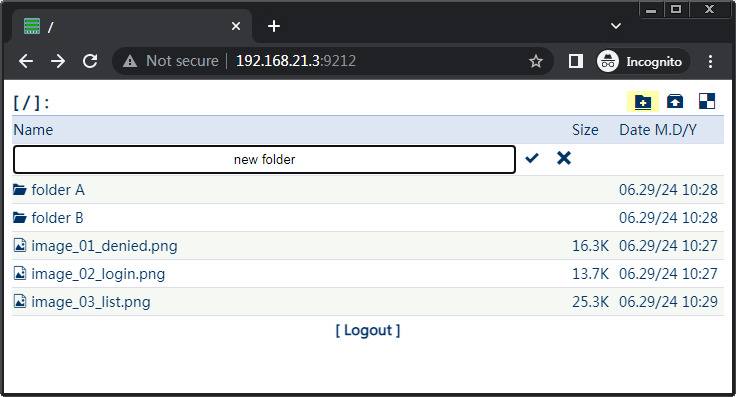 /
Not secure 192.168.21.3:9212 Incognito
[ / ] :
Name Size Date M.D/Y
new folder
folder A 06.29/24 10:28
folder B 06.29/24 10:28
image_01_denied.png 16.3K 06.29/24 10:27
image_02_login.png 13.7K 06.29/24 10:27
image_03_list.png 25.3K 06.29/24 10:29
[ Logout ]